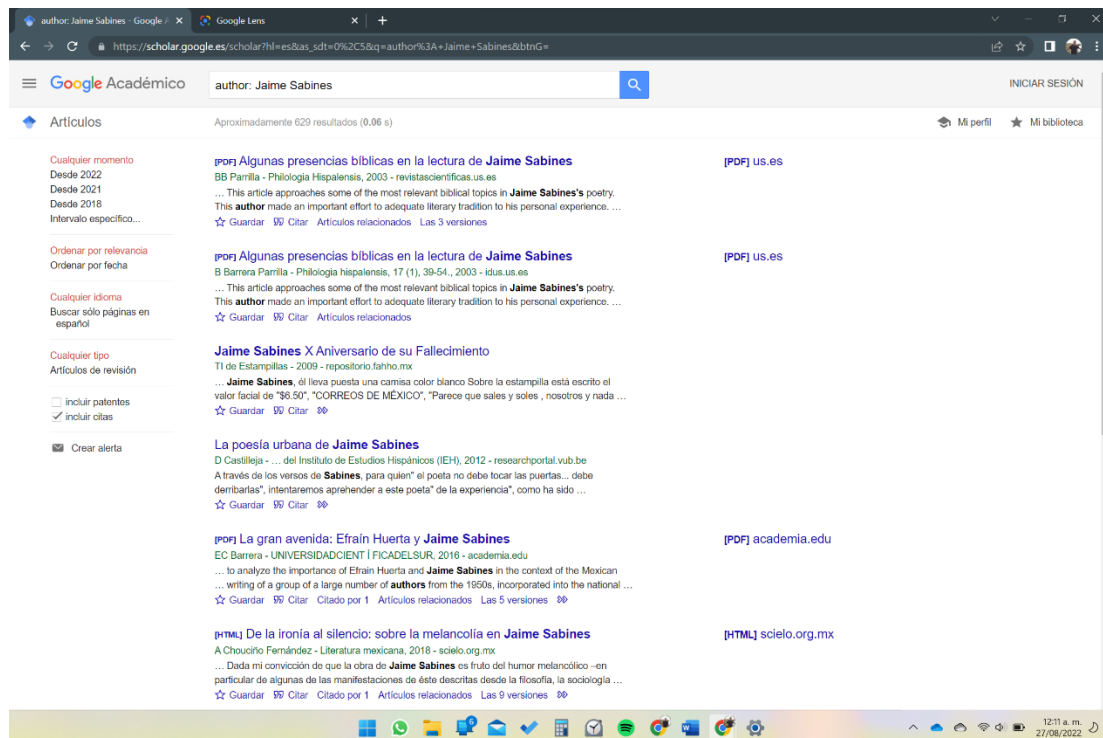 author: Jaime Sabines - Google A
Google Lens
https://scholar.google.es/scholar?hl=es&as_sdt=0%2C5&q=author%3A+Jaime+Sabines&btnG=
Google Académico
author: Jaime Sabines
INICIAR SESIÓN
Artículos
Aproximadamente 629 resultados (0.06 s)
Mi perfil
Mi biblioteca
Cualquier momento
Desde 2022
Desde 2021
Desde 2018
Intervalo específico...
Ordenar por relevancia
Ordenar por fecha
Cualquier idioma
Buscar sólo páginas en
español
Cualquier tipo
Artículos de revisión
incluir patentes
incluir citas
Crear alerta
[PDF] Algunas presencias bíblicas en la lectura de Jaime Sabines
[PDF] us.es
BB Parrilla - Philologia Hispalensis, 2003 - revistascientificas.us.es
... This article approaches some of the most relevant biblical topics in Jaime Sabines's poetry.
This author made an important effort to adequate literary tradition to his personal experience. ...
Guardar Citar Artículos relacionados Las 3 versiones
[PDF] Algunas presencias bíblicas en la lectura de Jaime Sabines
[PDF] us.es
B Barrera Parrilla - Philologia hispalensis, 17 (1), 39-54., 2003 - idus.us.es
... This article approaches some of the most relevant biblical topics in Jaime Sabines's poetry.
This author made an important effort to adequate literary tradition to his personal experience. ...
Guardar Citar Artículos relacionados
Jaime Sabines X Aniversario de su Fallecimiento
TI de Estampillas - 2009 - repositorio.fahho.mx
... Jaime Sabines, él lleva puesta una camisa color blanco Sobre la estampilla está escrito el
valor facial de "$6.50", "CORREOS DE MÉXICO", "Parece que sales y soles , nosotros y nada ...
Guardar Citar
La poesía urbana de Jaime Sabines
D Castilleja - ... del Instituto de Estudios Hispánicos (IEH), 2012 - researchportal.vub.be
A través de los versos de Sabines, para quien" el poeta no debe tocar las puertas... debe
derribarlas", intentaremos aprehender a este poeta" de la experiencia", como ha sido ...
Guardar Citar
[PDF] La gran avenida: Efraín Huerta y Jaime Sabines
[PDF] academia.edu
EC Barrera - UNIVERSIDADCIENT Í FICADELSUR, 2016 - academia.edu
... to analyze the importance of Efrain Huerta and Jaime Sabines in the context of the Mexican
... writing of a group of a large number of authors from the 1950s, incorporated into the national ...
Guardar Citar Citado por 1 Artículos relacionados Las 5 versiones
[HTML] De la ironía al silencio: sobre la melancolía en Jaime Sabines
[HTML] scielo.org.mx
A Chouciño Fernández - Literatura mexicana, 2018 - scielo.org.mx
... Dada mi convicción de que la obra de Jaime Sabines es fruto del humor melancólico –en
particular de algunas de las manifestaciones de éste descritas desde la filosofía, la sociología ...
Guardar Citar Citado por 1 Artículos relacionados Las 9 versiones
6
12:11 a. m.
27/08/2022